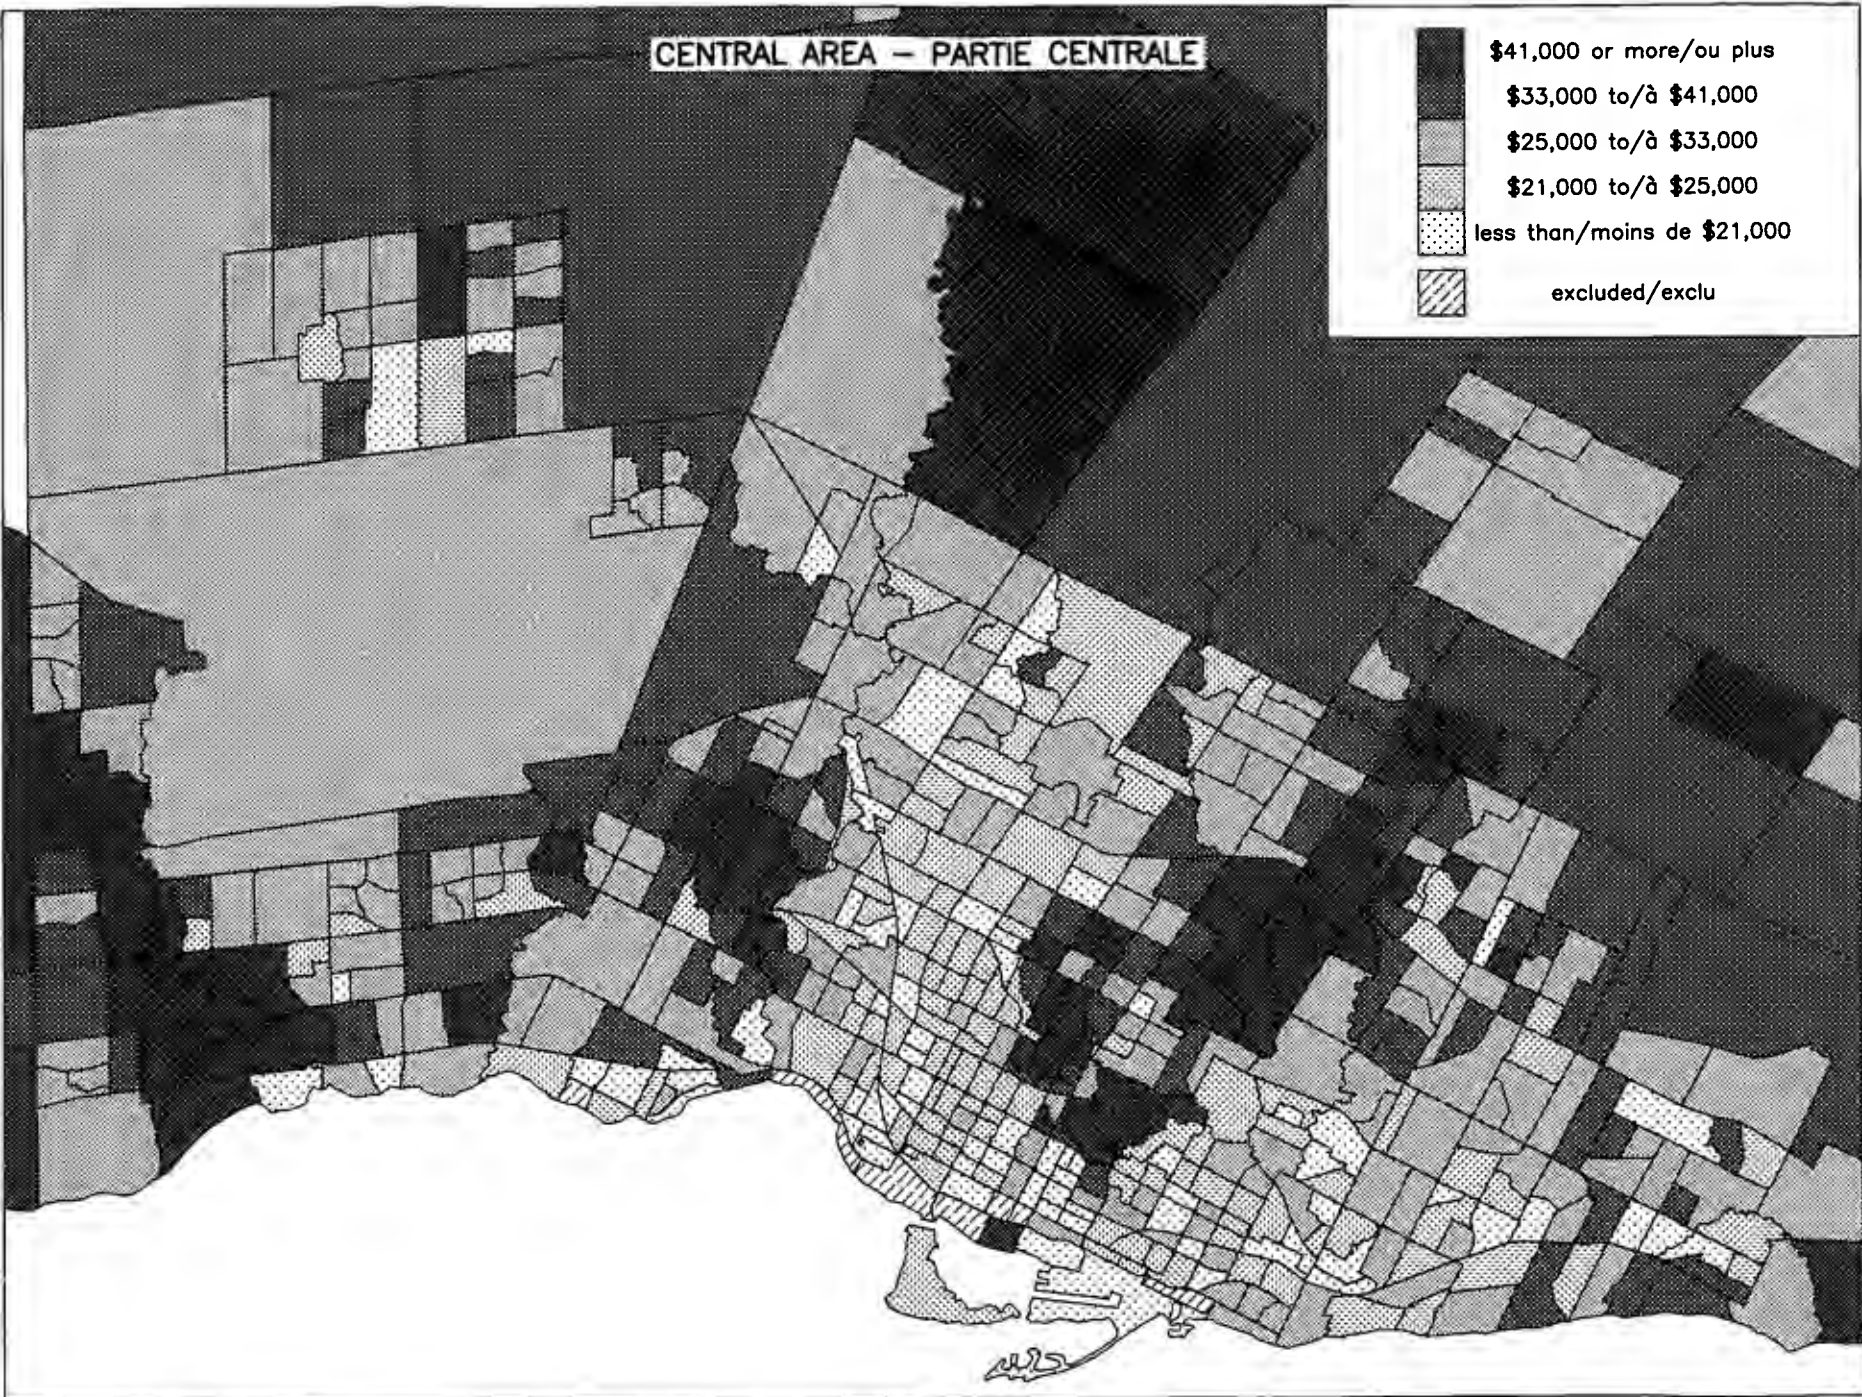 CENTRAL AREA — PARTIE CENTRALE
$41,000 or more/ou plus
$33,000 to/à $41,000
$25,000 to/à $33,000
$21,000 to/à $25,000
less than/moins de $21,000
excluded/exclu